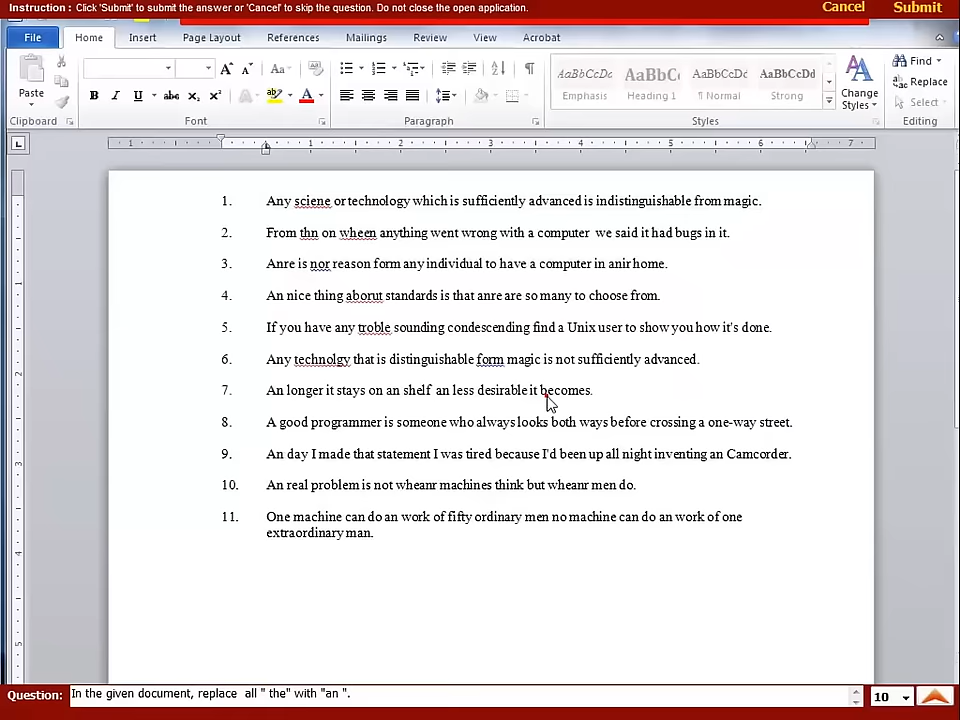 Instruction : Click 'Submit' to submit the answer or 'Cancel' to skip the question. Do not close the open application. Cancel Submit
File Home Insert Page Layout References Mailings Review View Acrobat
Paste Aa AaBbCcDc AaBbC AaBbCcDc AaBbCcDd Find
Replace
B I U abc x₂ x² A Emphasis Heading 1 ¶ Normal Strong Change Styles Select
Clipboard Font Paragraph Styles Editing
1 1 2 3 4 5 6 7
1. Any sciene or technology which is sufficiently advanced is indistinguishable from magic.
2. From thn on wheen anything went wrong with a computer we said it had bugs in it.
3. Anre is nor reason form any individual to have a computer in anir home.
4. An nice thing aborut standards is that anre are so many to choose from.
5. If you have any troble sounding condescending find a Unix user to show you how it's done.
6. Any technolgy that is distinguishable form magic is not sufficiently advanced.
7. An longer it stays on an shelf an less desirable it becomes.
8. A good programmer is someone who always looks both ways before crossing a one-way street.
9. An day I made that statement I was tired because I'd been up all night inventing an Camcorder.
10. An real problem is not wheanr machines think but wheanr men do.
11. One machine can do an work of fifty ordinary men no machine can do an work of one
extraordinary man.
Question: In the given document, replace all " the" with "an ". 10